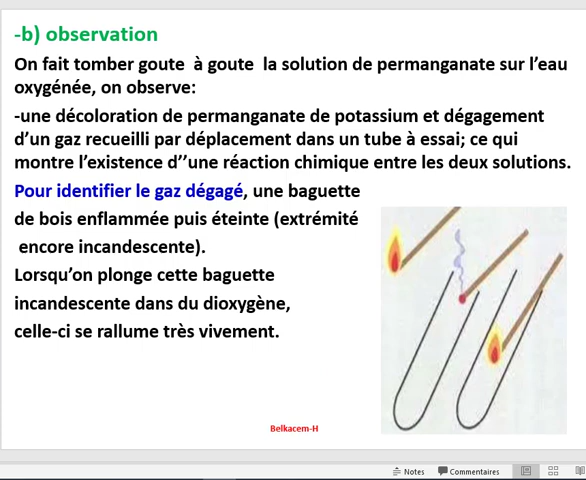 -b) observation
On fait tomber goute à goute la solution de permanganate sur l’eau
oxygénée, on observe:
-une décoloration de permanganate de potassium et dégagement
d’un gaz recueilli par déplacement dans un tube à essai; ce qui
montre l’existence d’’une réaction chimique entre les deux solutions.
Pour identifier le gaz dégagé, une baguette
de bois enflammée puis éteinte (extrémité
encore incandescente).
Lorsqu’on plonge cette baguette
incandescente dans du dioxygène,
celle-ci se rallume très vivement.
Belkacem-H
Notes
Commentaires